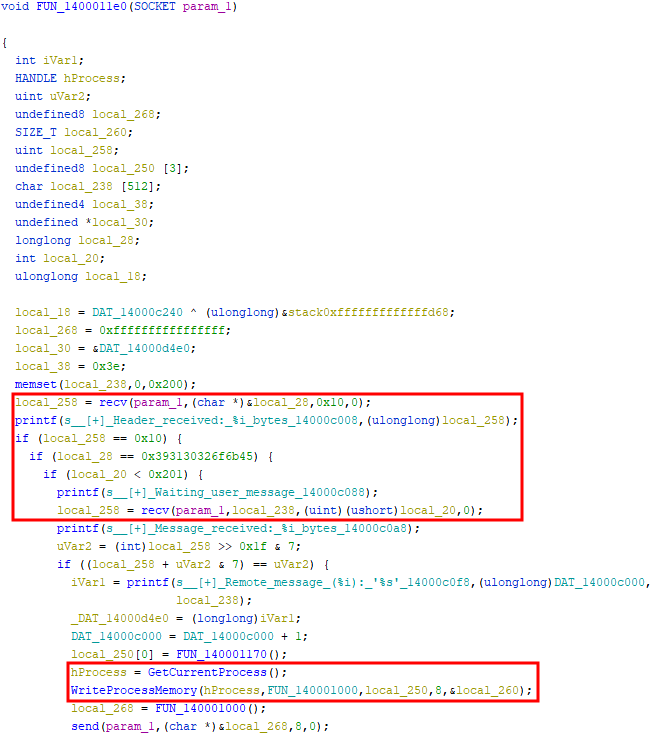 void FUN_1400011e0(SOCKET param_1)
{
int iVar1;
HANDLE hProcess;
uint uVar2;
undefined8 local_268;
SIZE_T local_260;
uint local_258;
undefined8 local_250 [3];
char local_238 [512];
undefined4 local_38;
undefined *local_30;
longlong local_28;
int local_20;
ulonglong local_18;
local_18 = DAT_14000c240 ^ (ulonglong)&stack0xfffffffffffffd68;
local_268 = 0xffffffffffffffff;
local_30 = &DAT_14000d4e0;
local_38 = 0x3e;
memset(local_238,0,0x200);
local_258 = recv(param_1,(char *)&local_28,0x10,0);
printf(s__[+]_Header_received:_%i_bytes_14000c008,(ulonglong)local_258);
if (local_258 == 0x10) {
if (local_28 == 0x393130326f6b45) {
if (local_20 < 0x201) {
printf(s__[+]_Waiting_user_message_14000c088);
local_258 = recv(param_1,local_238,(uint)(ushort)local_20,0);
printf(s__[+]_Message_received:_%i_bytes_14000c0a8);
uVar2 = (int)local_258 >> 0x1f & 7;
if ((local_258 + uVar2 & 7) == uVar2) {
iVar1 = printf(s__[+]_Remote_message_(%i):_'%s'_14000c0f8,(ulonglong)DAT_14000c000,
local_238);
_DAT_14000d4e0 = (longlong)iVar1;
DAT_14000c000 = DAT_14000c000 + 1;
local_250[0] = FUN_140001170();
hProcess = GetCurrentProcess();
WriteProcessMemory(hProcess,FUN_140001000,local_250,8,&local_260);
local_268 = FUN_140001000();
send(param_1,(char *)&local_268,8,0);